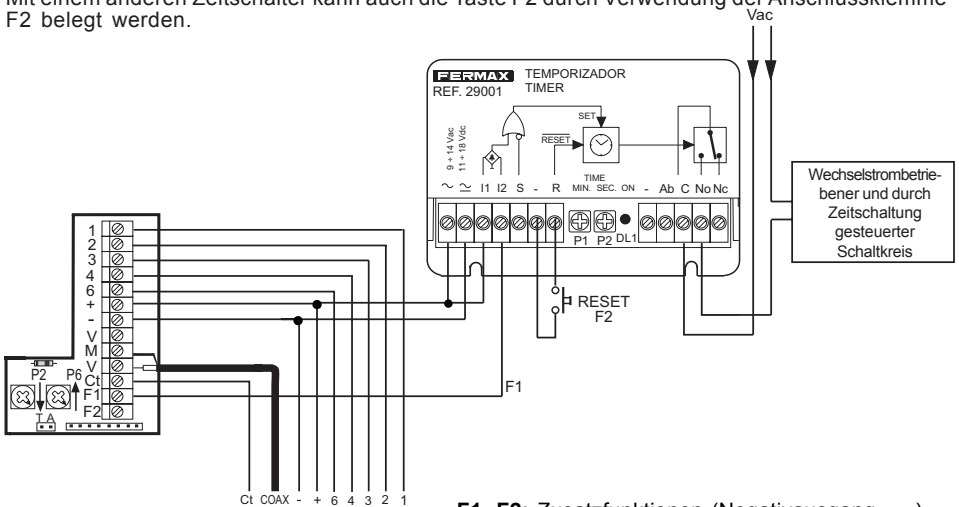 Mit einem anderen Zeitschalter kann auch die Taste F2 durch Verwendung der Anschlussklemme
F2 belegt werden.
Vac
FERMAX TEMPORIZADOR
REF. 29001 TIMER
9 ÷ 14 Vac
11 ÷ 18 Vdc
SET
RESET
TIME
MIN. SEC. ON
I1 I2 S - R - Ab C No Nc
P1 P2 DL1
Wechselstrombetrie-
bener und durch
Zeitschaltung
gesteuerter
Schaltkreis
RESET
F2
1
2
3
4
6
+
-
V
M
V
Ct
F1
F2
P2 P6
T A
F1
Ct COAX - + 6 4 3 2 1
F1, F2: Zusatzfunktionen (Negativausgang